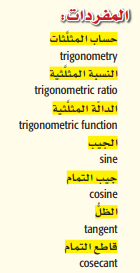 المفردات:
حساب المثلثات
trigonometry
النسبة المثلثية
trigonometric ratio
الدالة المثلثية
trigonometric function
الجيب
sine
جيب التمام
cosine
الظل
tangent
قاطع التمام
cosecant